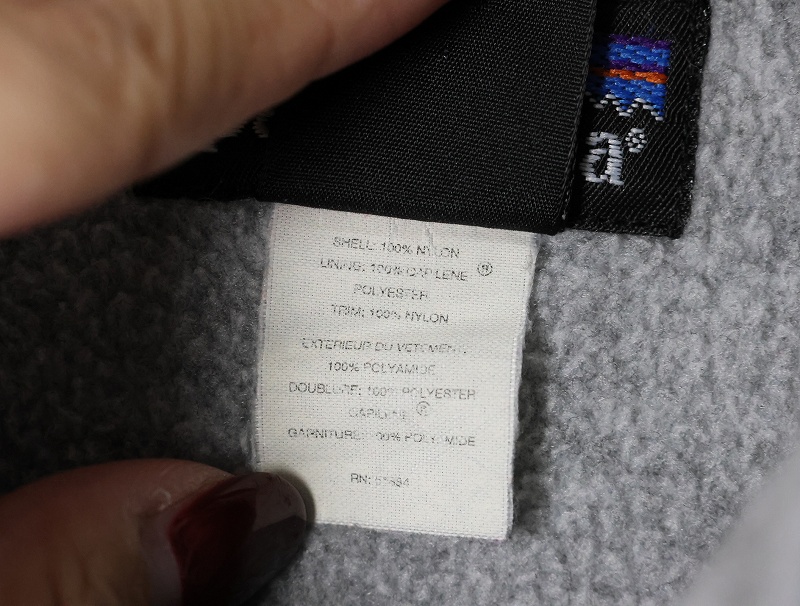 a®
SHELL: 100% NYLON
LINING: 100% CAPILENE ®
POLYESTER
TRIM: 100% NYLON
EXTERIEUR DU VETEMENT:
100% POLYAMIDE
DOUBLURE: 100% POLYESTER
CAPILENE ®
GARNITURE: 100% POLYAMIDE
RN: